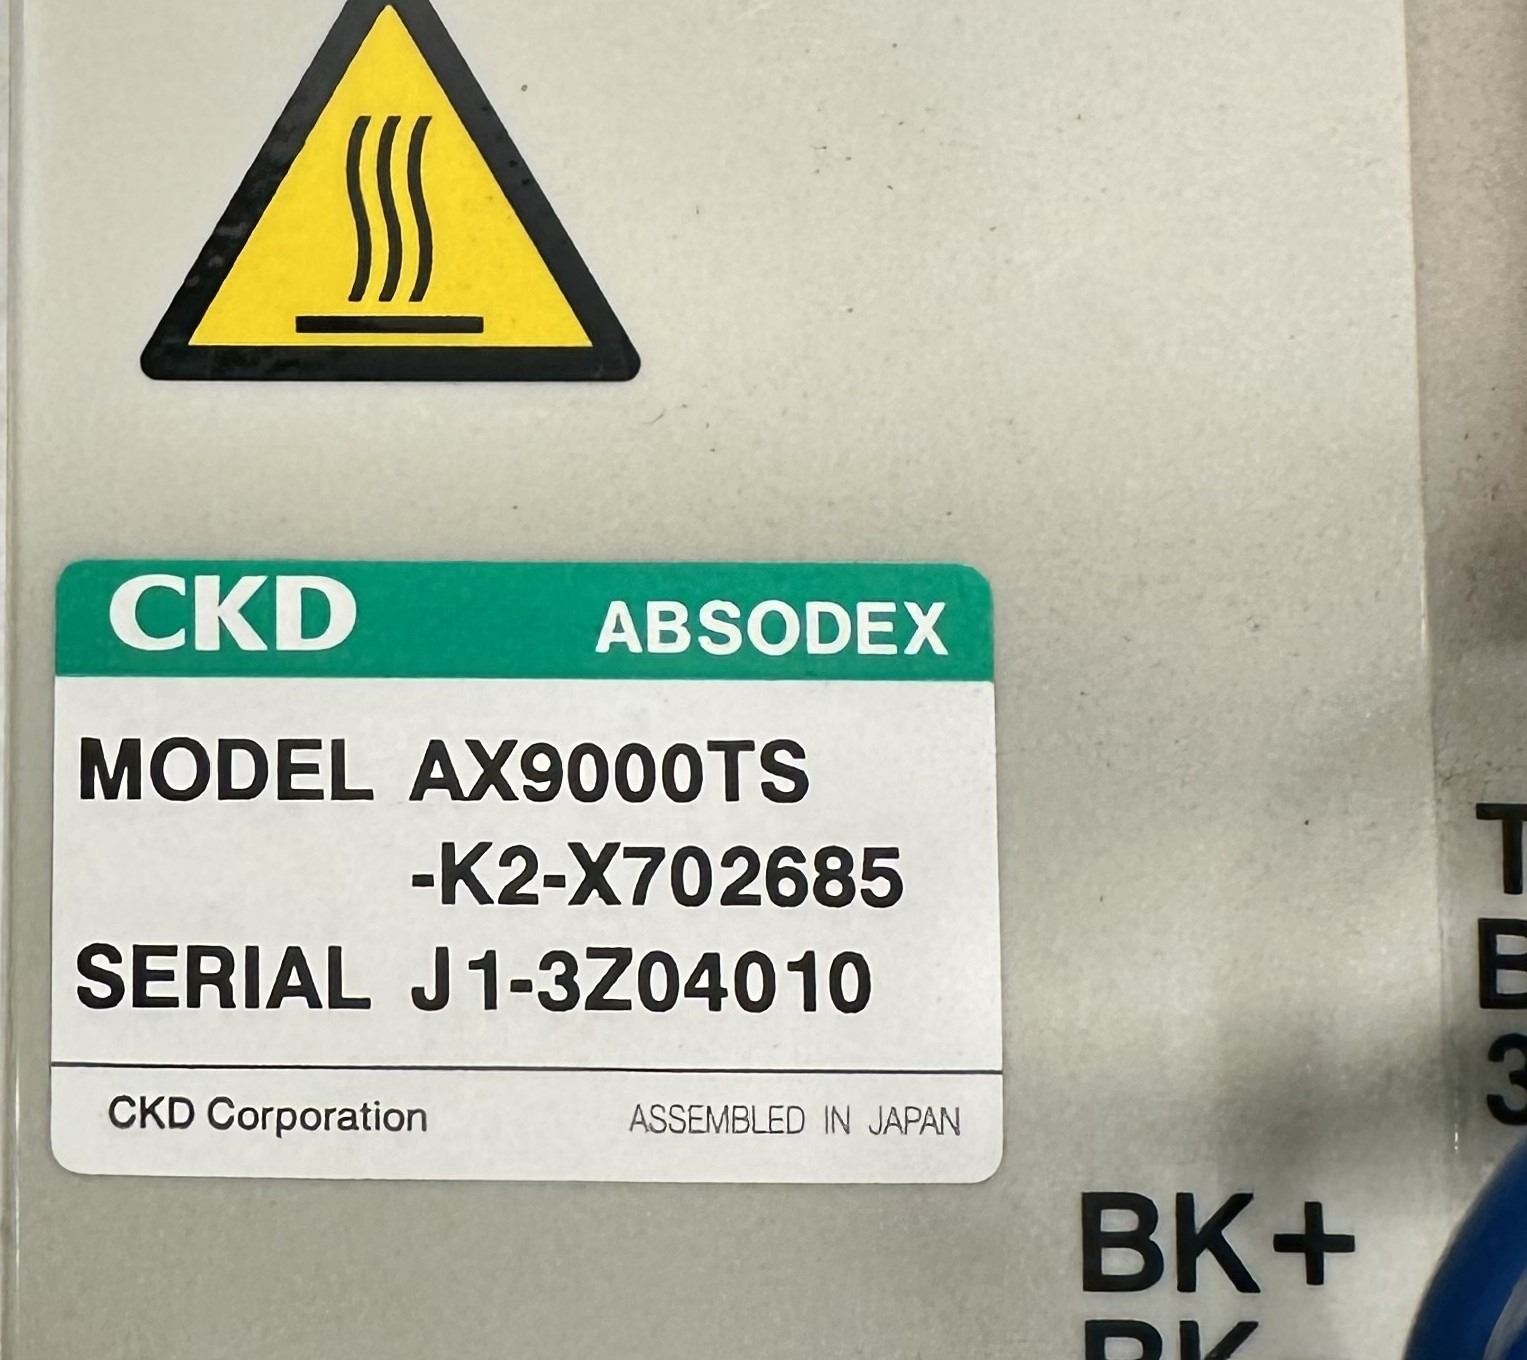 CKD ABSODEX
MODEL AX9000TS
-K2-X702685
SERIAL J1-3Z04010
CKD Corporation ASSEMBLED IN JAPAN
BK+